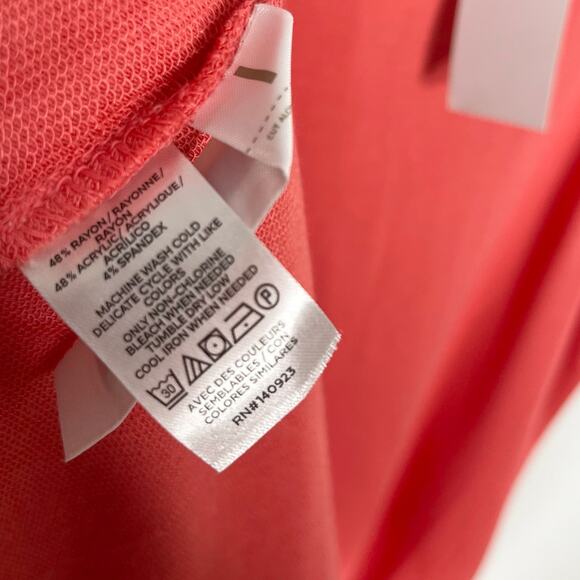 48% RAYON/RAYONNE/
RAYON
48% ACRYLIC/ACRYLIQUE/
ACRILICO
4% SPANDEX
MACHINE WASH COLD
DELICATE CYCLE WITH LIKE
COLORS
ONLY NON-CHLORINE
BLEACH WHEN NEEDED
TUMBLE DRY LOW
COOL IRON WHEN NEEDED
30 P
AVEC DES COULEURS
SEMBLABLES/CON
COLORES SIMILARES
RN#140923
CUT